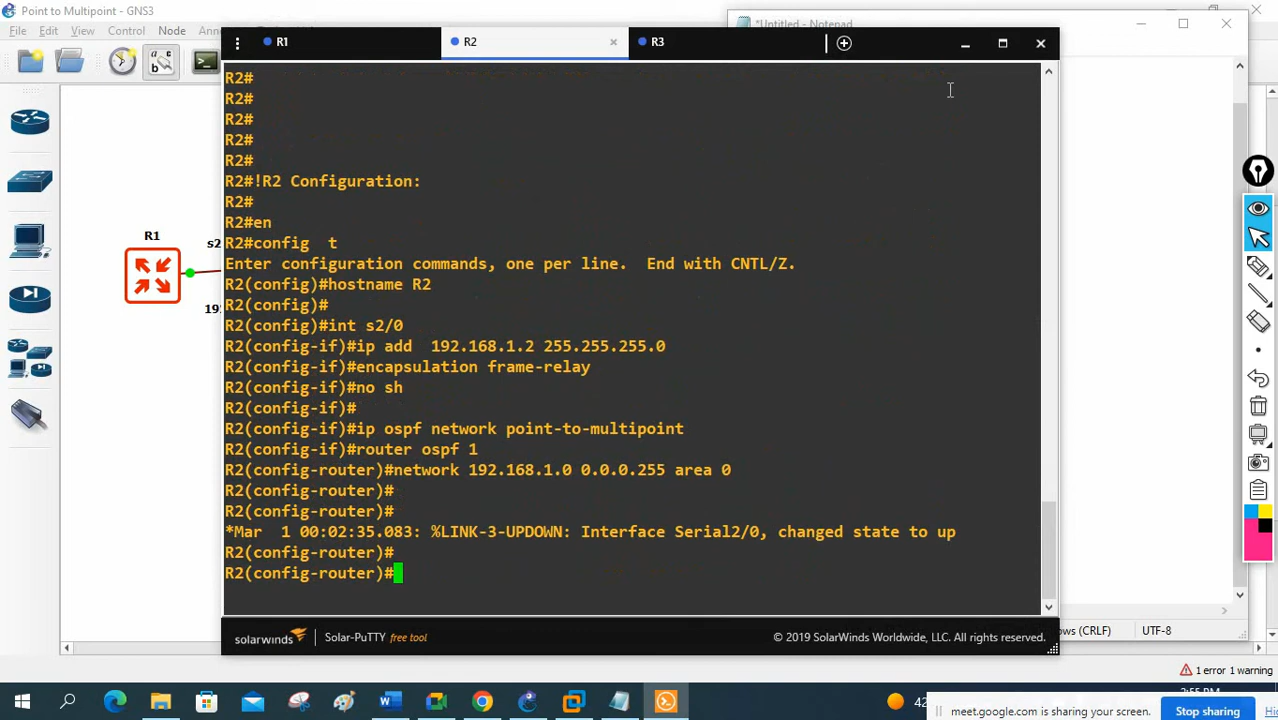 Point to Multipoint - GNS3
*Untitled - Notepad
File Edit View Control Node
R1
R2
R3
R2#
R2#
R2#
R2#
R2#
R2#!R2 Configuration:
R2#
R2#en
R2#config  t
Enter configuration commands, one per line.  End with CNTL/Z.
R2(config)#hostname R2
R2(config)#
R2(config)#int s2/0
R2(config-if)#ip add  192.168.1.2 255.255.255.0
R2(config-if)#encapsulation frame-relay
R2(config-if)#no sh
R2(config-if)#
R2(config-if)#ip ospf network point-to-multipoint
R2(config-if)#router ospf 1
R2(config-router)#network 192.168.1.0 0.0.0.255 area 0
R2(config-router)#
R2(config-router)#
*Mar  1 00:02:35.083: %LINK-3-UPDOWN: Interface Serial2/0, changed state to up
R2(config-router)#
R2(config-router)#
R1
s2
19
solarwinds
Solar-PuTTY free tool
© 2019 SolarWinds Worldwide, LLC. All rights reserved.
(CRLF)
UTF-8
1 error 1 warning
meet.google.com is sharing your screen.
Stop sharing